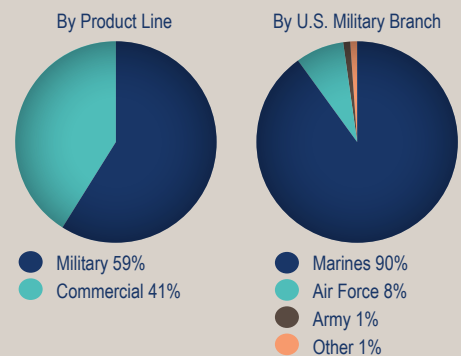 By Product Line
Military 59%
Commercial 41%
By U.S. Military Branch
Marines 90%
Air Force 8%
Army 1%
Other 1%